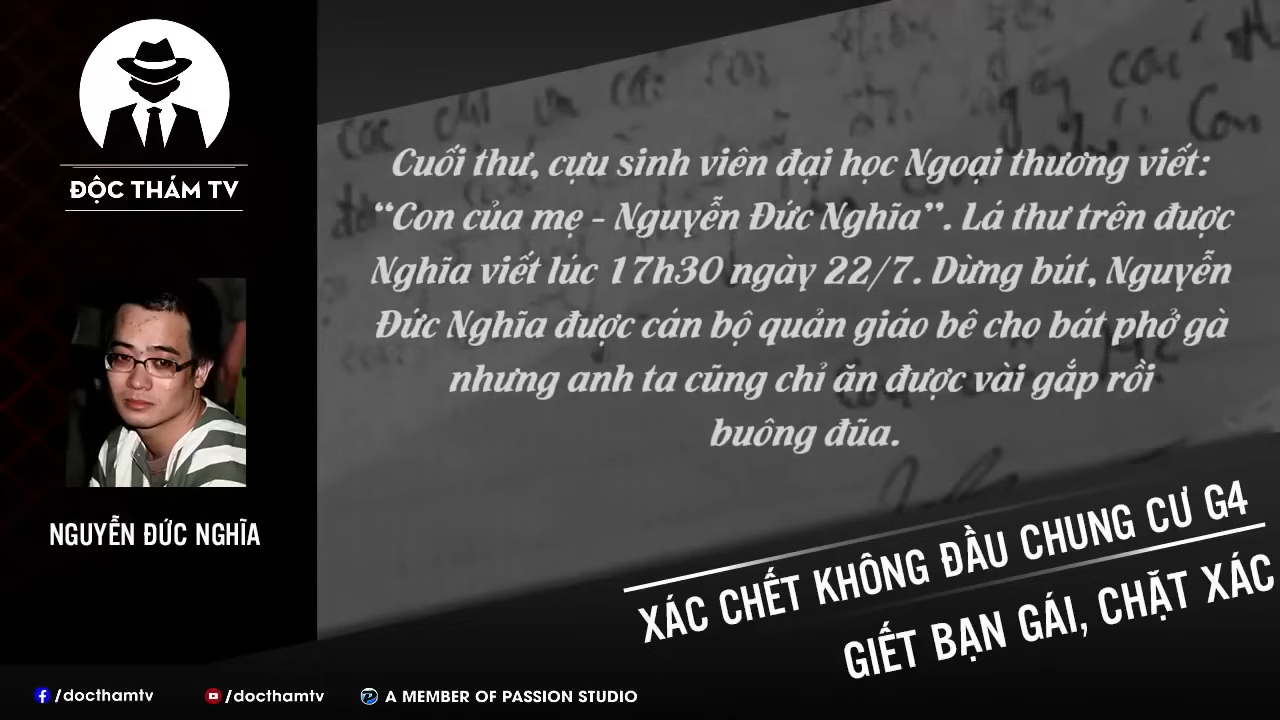 ĐỘC THÁM TV
NGUYỄN ĐỨC NGHĨA
Cuối thư, cựu sinh viên đại học Ngoại thương viết:
“Con của mẹ - Nguyễn Đức Nghĩa”. Lá thư trên được
Nghĩa viết lúc 17h30 ngày 22/7. Dừng bút, Nguyễn
Đức Nghĩa được cán bộ quản giáo bê cho bát phở gà
nhưng anh ta cũng chỉ ăn được vài gắp rồi
buông đũa.
XÁC CHẾT KHÔNG ĐẦU CHUNG CƯ G4
GIẾT BẠN GÁI, CHẶT XÁC
/docthamtv
/docthamtv
A MEMBER OF PASSION STUDIO